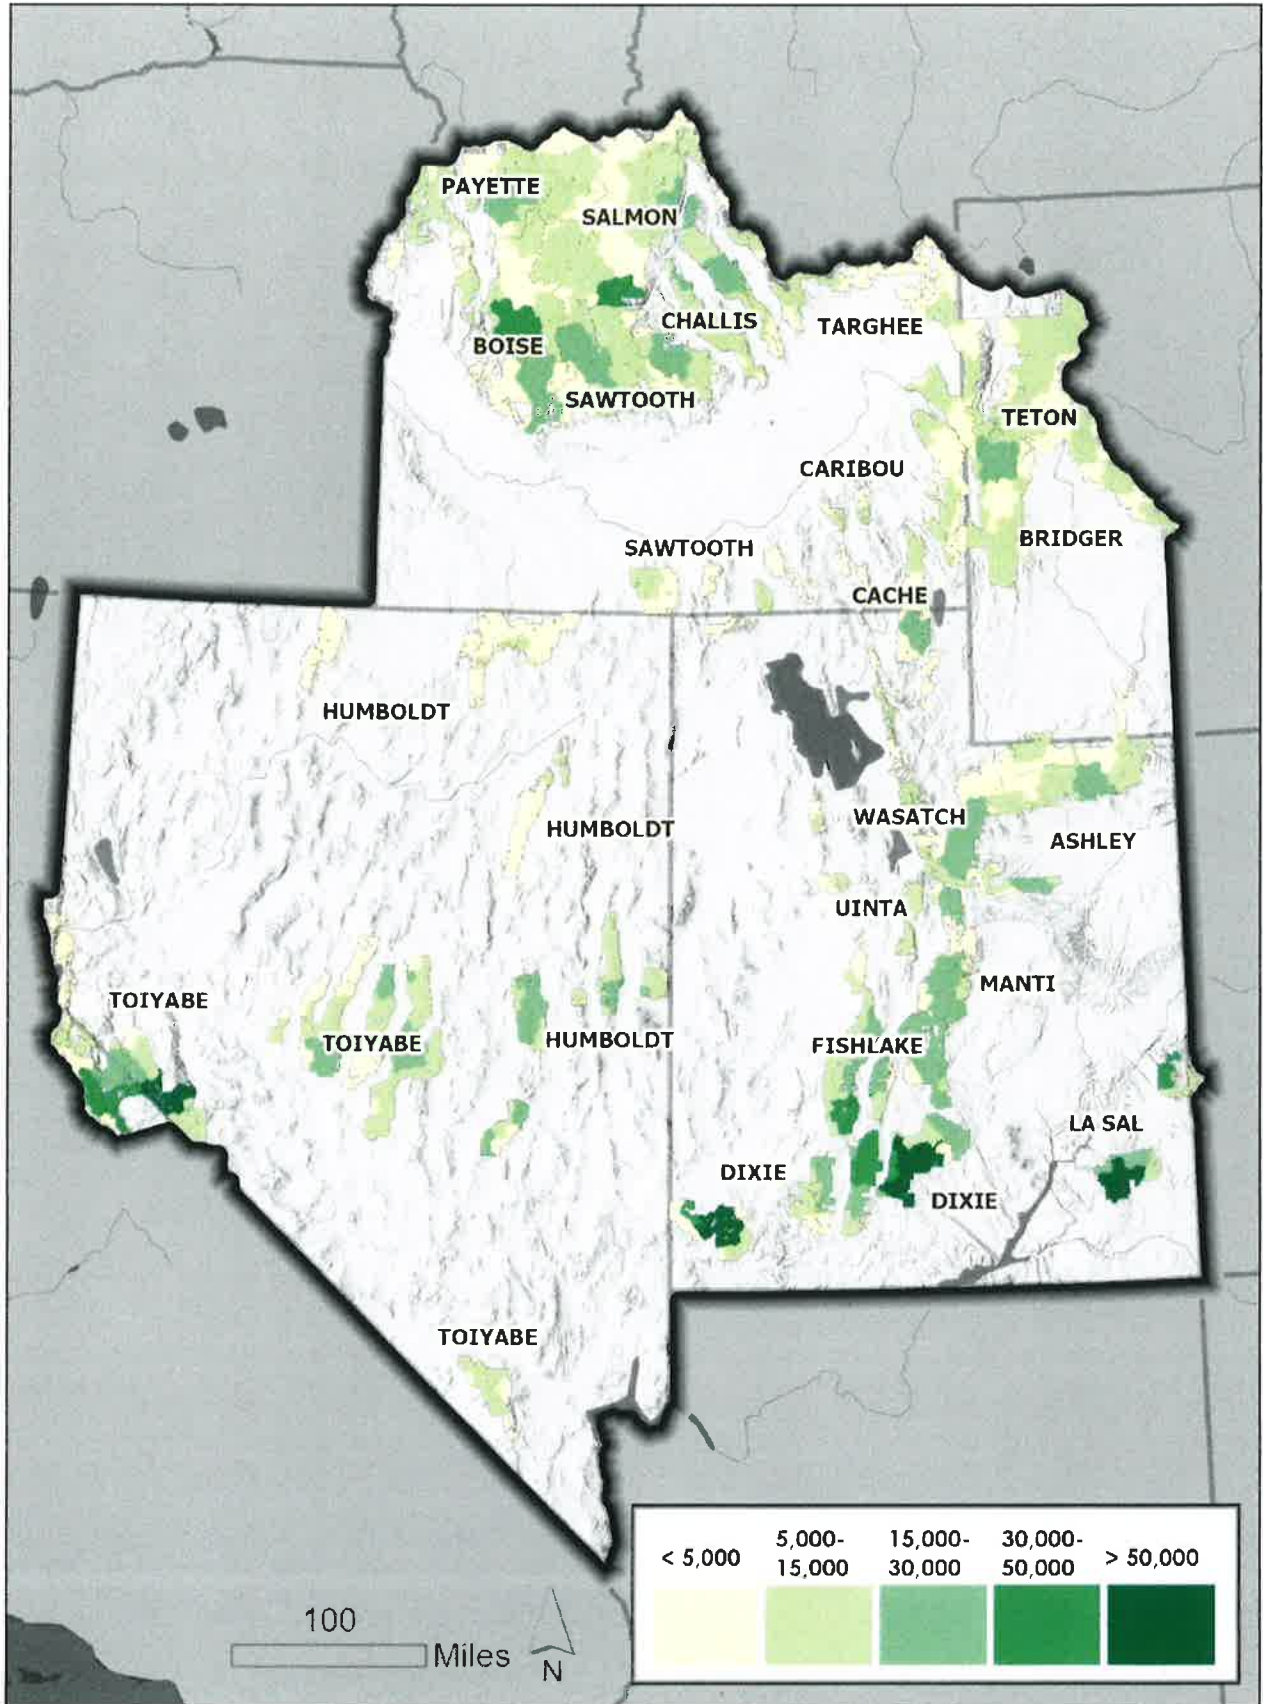 PAYETTE
SALMON
CHALLIS
TARGHEE
BOISE
SAWTOOTH
TETON
CARIBOU
BRIDGER
SAWTOOTH
CACHE
HUMBOLDT
WASATCH
HUMBOLDT
ASHLEY
UINTA
MANTI
TOIYABE
TOIYABE
HUMBOLDT
FISHLAKE
LA SAL
DIXIE
DIXIE
TOIYABE
< 5,000
5,000-
15,000
15,000-
30,000
30,000-
50,000
> 50,000
100
Miles
N